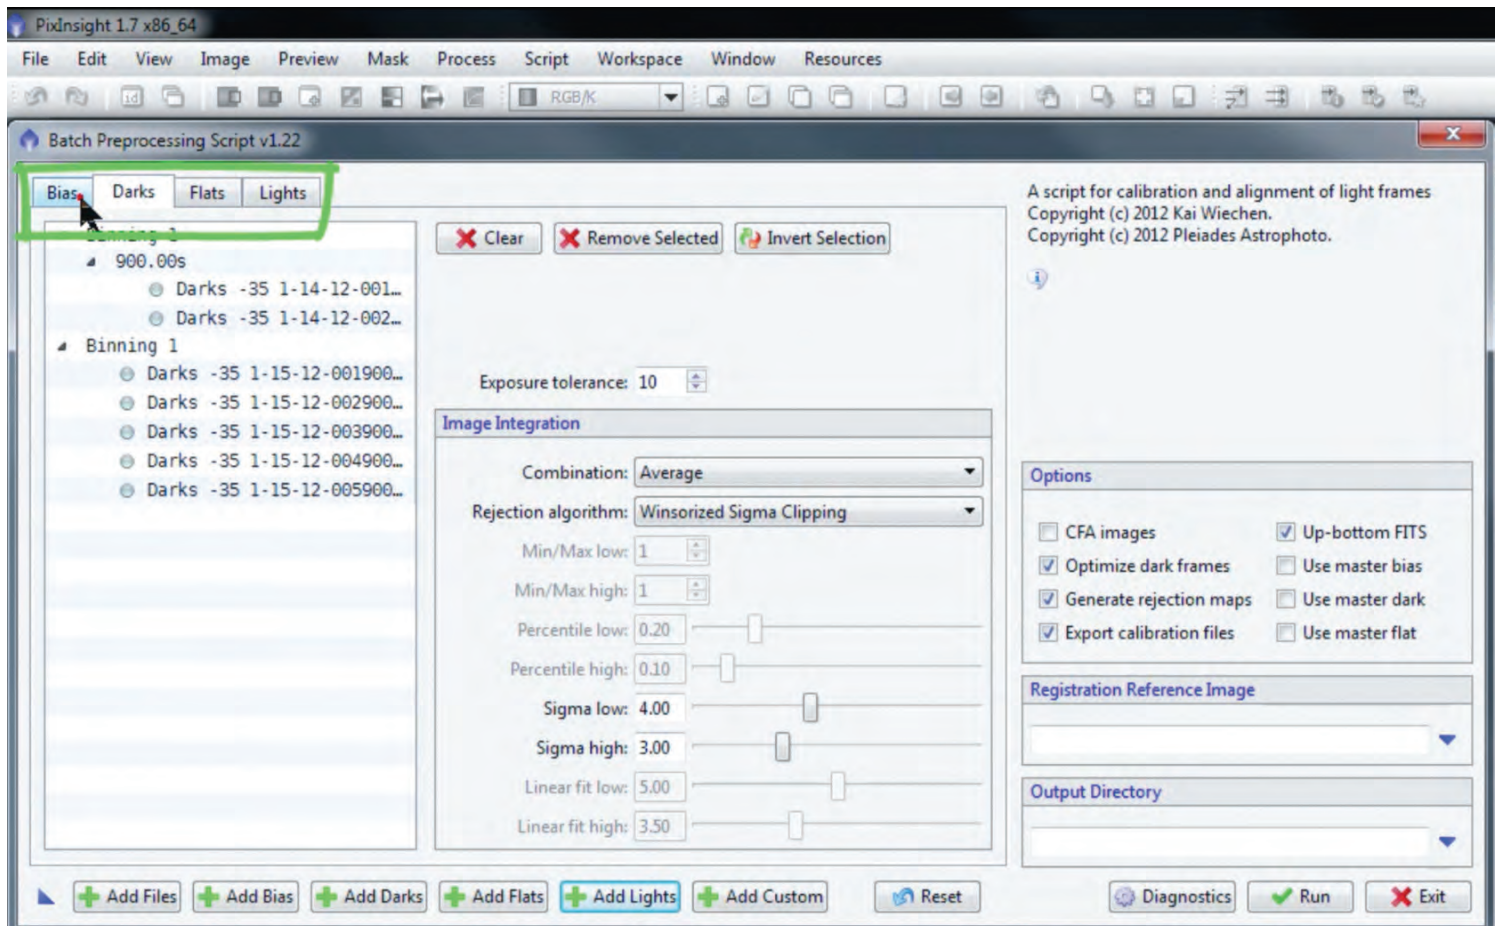 PixInsight 1.7 x86_64
File Edit View Image Preview Mask Process Script Workspace Window Resources
id RGB/K
Batch Preprocessing Script v1.22
Bias Darks Flats Lights
Binning 1
900.00s
Darks -35 1-14-12-001…
Darks -35 1-14-12-002…
Binning 1
Darks -35 1-15-12-001900…
Darks -35 1-15-12-002900…
Darks -35 1-15-12-003900…
Darks -35 1-15-12-004900…
Darks -35 1-15-12-005900…
Clear Remove Selected Invert Selection
Exposure tolerance: 10
Image Integration
Combination: Average
Rejection algorithm: Winsorized Sigma Clipping
Min/Max low: 1
Min/Max high: 1
Percentile low: 0.20
Percentile high: 0.10
Sigma low: 4.00
Sigma high: 3.00
Linear fit low: 5.00
Linear fit high: 3.50
A script for calibration and alignment of light frames
Copyright (c) 2012 Kai Wiechen.
Copyright (c) 2012 Pleiades Astrophoto.
Options
CFA images Up-bottom FITS
Optimize dark frames Use master bias
Generate rejection maps Use master dark
Export calibration files Use master flat
Registration Reference Image
Output Directory
Add Files Add Bias Add Darks Add Flats Add Lights Add Custom Reset Diagnostics Run Exit